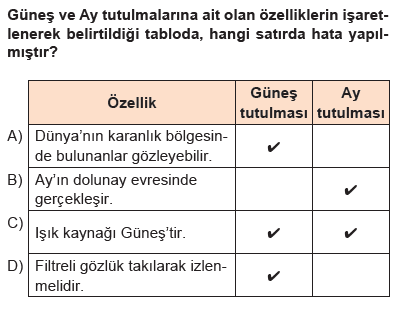 Güneş ve Ay tutulmalarına ait olan özelliklerin işaret-
lenerek belirtildiği tabloda, hangi satırda hata yapıl-
mıştır?
Özellik
Güneş
tutulması
Ay
tutulması
A) Dünya'nın karanlık bölgesin-
de bulunanlar gözleyebilir. ✔
B) Ay'ın dolunay evresinde
gerçekleşir. ✔
C) Işık kaynağı Güneş'tir. ✔ ✔
D) Filtreli gözlük takılarak izlen-
melidir. ✔